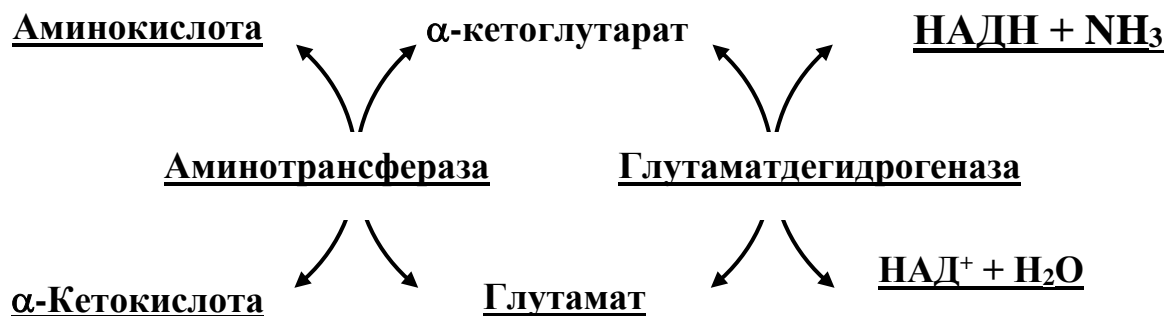 Аминокислота α-кетоглутарат НАДН + NH₃
Аминотрансфераза Глутаматдегидрогеназа
α-Кетокислота Глутамат НАД⁺ + H₂O